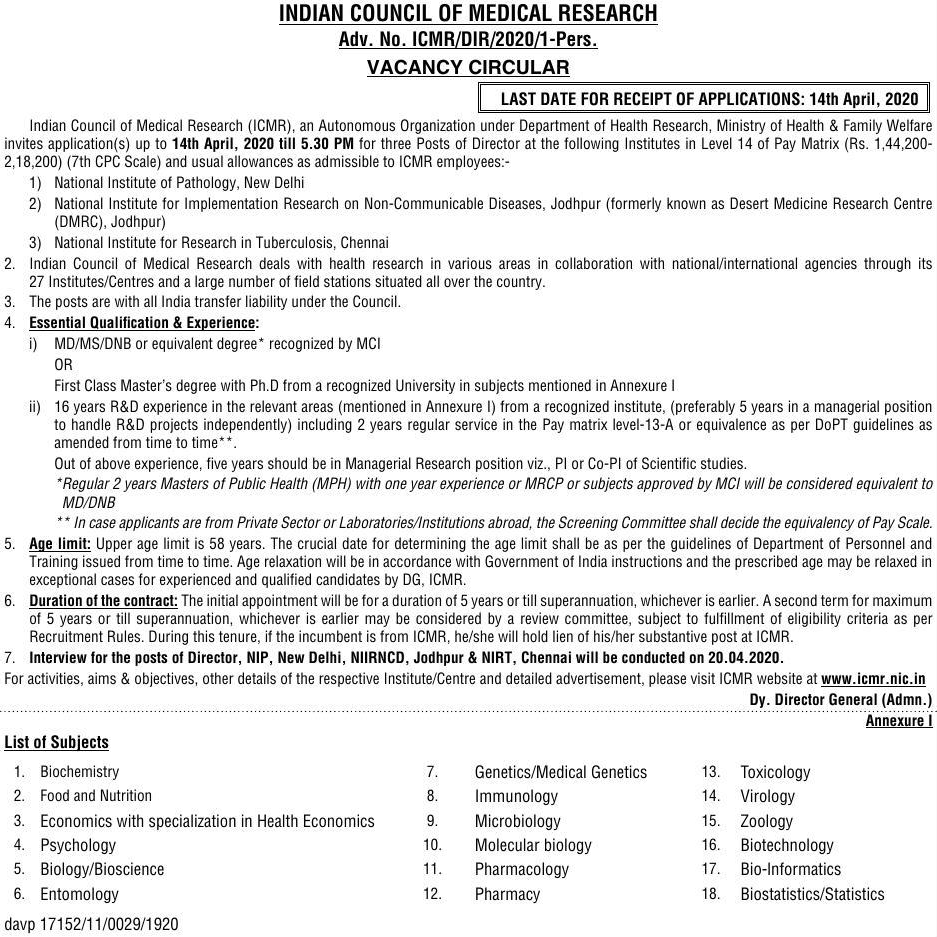 INDIAN COUNCIL OF MEDICAL RESEARCH
Adv. No. ICMR/DIR/2020/1-Pers.
VACANCY CIRCULAR
LAST DATE FOR RECEIPT OF APPLICATIONS: 14th April, 2020
Indian Council of Medical Research (ICMR), an Autonomous Organization under Department of Health Research, Ministry of Health & Family Welfare
invites application(s) up to 14th April, 2020 till 5.30 PM for three Posts of Director at the following Institutes in Level 14 of Pay Matrix (Rs. 1,44,200-
2,18,200) (7th CPC Scale) and usual allowances as admissible to ICMR employees:-
1) National Institute of Pathology, New Delhi
2) National Institute for Implementation Research on Non-Communicable Diseases, Jodhpur (formerly known as Desert Medicine Research Centre
(DMRC), Jodhpur)
3) National Institute for Research in Tuberculosis, Chennai
2. Indian Council of Medical Research deals with health research in various areas in collaboration with national/international agencies through its
27 Institutes/Centres and a large number of field stations situated all over the country.
3. The posts are with all India transfer liability under the Council.
4. Essential Qualification & Experience:
i) MD/MS/DNB or equivalent degree* recognized by MCI
OR
First Class Master's degree with Ph.D from a recognized University in subjects mentioned in Annexure I
ii) 16 years R&D experience in the relevant areas (mentioned in Annexure I) from a recognized institute, (preferably 5 years in a managerial position
to handle R&D projects independently) including 2 years regular service in the Pay matrix level-13-A or equivalence as per DoPT guidelines as
amended from time to time**.
Out of above experience, five years should be in Managerial Research position viz., PI or Co-PI of Scientific studies.
*Regular 2 years Masters of Public Health (MPH) with one year experience or MRCP or subjects approved by MCI will be considered equivalent to
MD/DNB
** In case applicants are from Private Sector or Laboratories/Institutions abroad, the Screening Committee shall decide the equivalency of Pay Scale.
5. Age limit: Upper age limit is 58 years. The crucial date for determining the age limit shall be as per the guidelines of Department of Personnel and
Training issued from time to time. Age relaxation will be in accordance with Government of India instructions and the prescribed age may be relaxed in
exceptional cases for experienced and qualified candidates by DG, ICMR.
6. Duration of the contract: The initial appointment will be for a duration of 5 years or till superannuation, whichever is earlier. A second term for maximum
of 5 years or till superannuation, whichever is earlier may be considered by a review committee, subject to fulfillment of eligibility criteria as per
Recruitment Rules. During this tenure, if the incumbent is from ICMR, he/she will hold lien of his/her substantive post at ICMR.
7. Interview for the posts of Director, NIP, New Delhi, NIIRNCD, Jodhpur & NIRT, Chennai will be conducted on 20.04.2020.
For activities, aims & objectives, other details of the respective Institute/Centre and detailed advertisement, please visit ICMR website at www.icmr.nic.in
Dy. Director General (Admn.)
Annexure I
List of Subjects
1. Biochemistry
2. Food and Nutrition
3. Economics with specialization in Health Economics
4. Psychology
5. Biology/Bioscience
6. Entomology
7. Genetics/Medical Genetics
8. Immunology
9. Microbiology
10. Molecular biology
11. Pharmacology
12. Pharmacy
13. Toxicology
14. Virology
15. Zoology
16. Biotechnology
17. Bio-Informatics
18. Biostatistics/Statistics
davp 17152/11/0029/1920